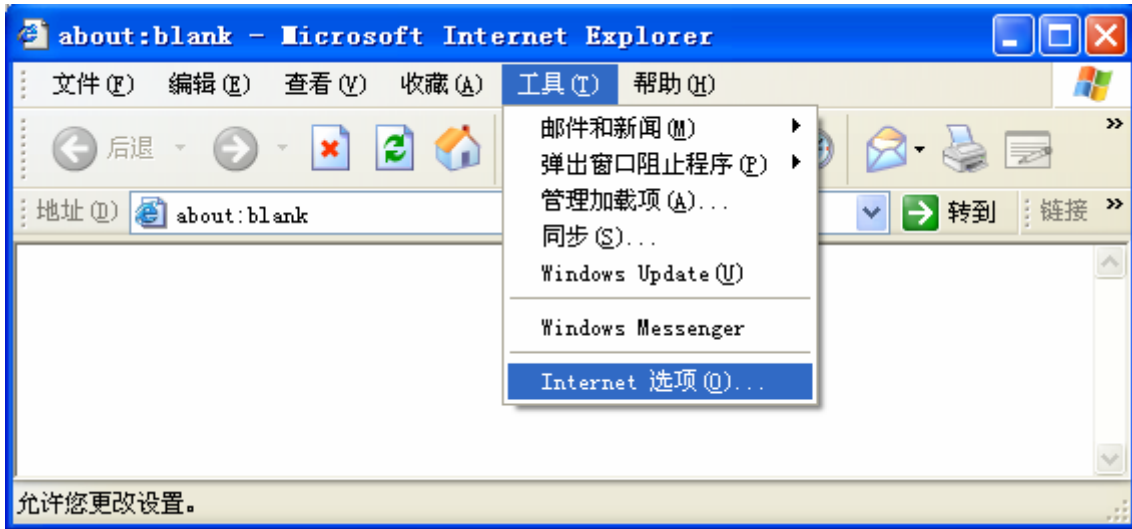 about:blank - Microsoft Internet Explorer
文件(F) 编辑(E) 查看(V) 收藏(A) 工具(T) 帮助(H)
后退
邮件和新闻(M)
弹出窗口阻止程序(P)
管理加载项(A)...
同步(S)...
Windows Update(U)
Windows Messenger
Internet 选项(O)...
地址(D) about:blank 转到 链接
允许您更改设置。